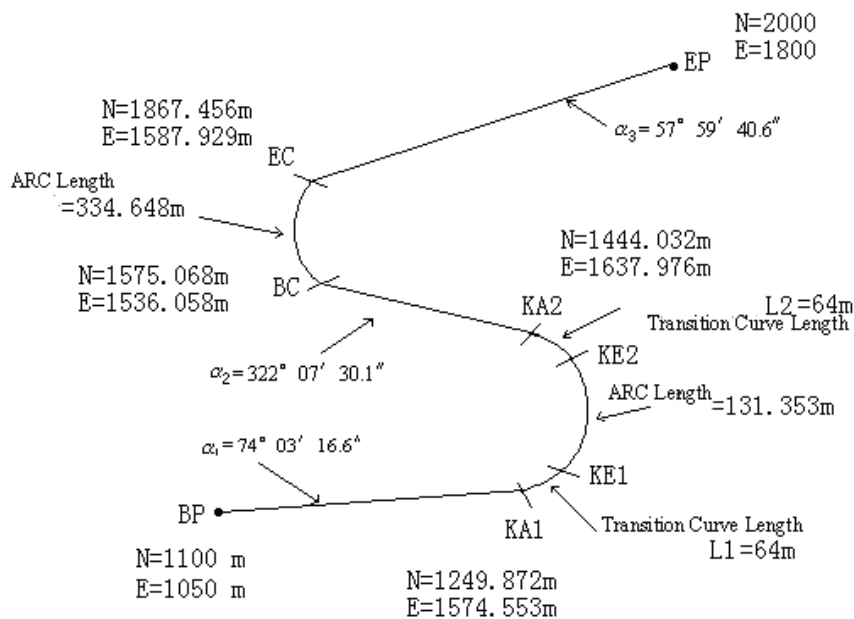 N=2000
E=1800
EP
N=1867.456m
E=1587.929m
α3=57° 59′ 40.6″
EC
ARC Length
=334.648m
N=1444.032m
E=1637.976m
N=1575.068m
E=1536.058m
BC
KA2
L2=64m
Transition Curve Length
KE2
α2=322° 07′ 30.1″
ARC Length
=131.353m
α1=74° 03′ 16.6″
KE1
BP
KA1
Transition Curve Length
L1=64m
N=1100 m
E=1050 m
N=1249.872m
E=1574.553m